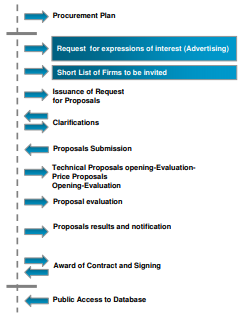 Procurement Plan
Request for expressions of interest (Advertising)
Short List of Firms to be invited
Issuance of Request
for Proposals
Clarifications
Proposals Submission
Technical Proposals opening-Evaluation-
Price Proposals
Opening-Evaluation
Proposal evaluation
Proposals results and notification
Award of Contract and Signing
Public Access to Database